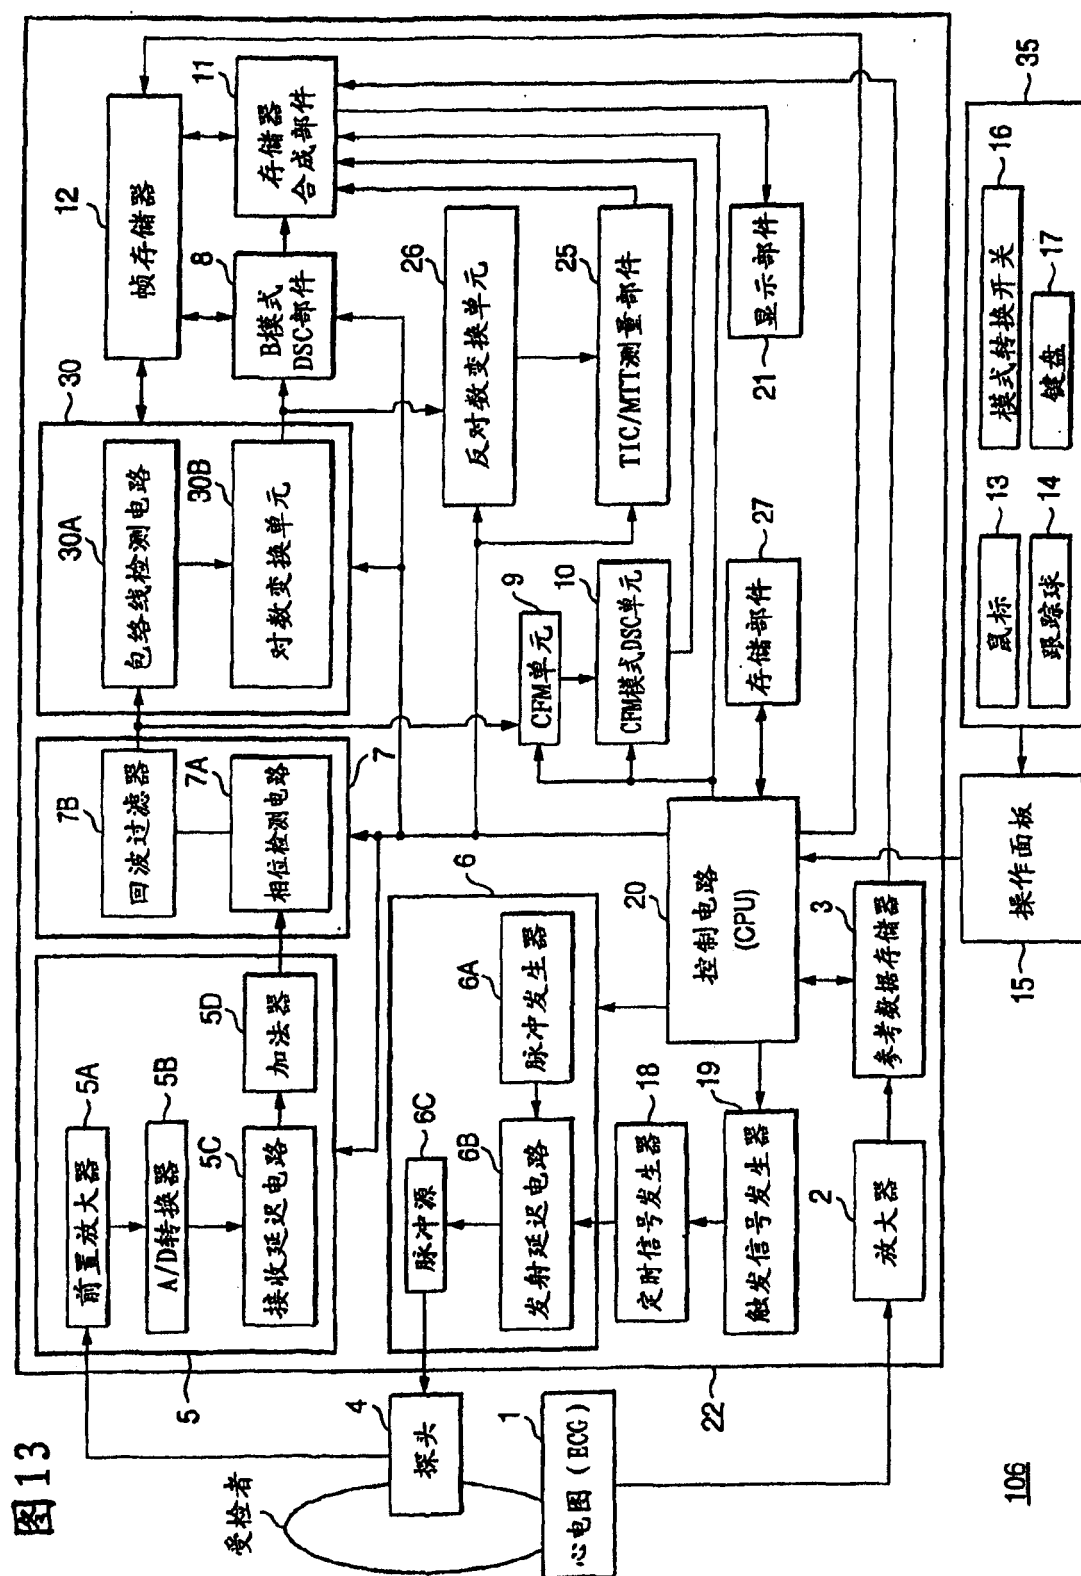 图13
受检者
探头
4
心电图(ECG)
1
5
前置放大器
5A
A/D转换器
5B
接收延迟电路
5C
加法器
5D
7
相位检测电路
7A
回波过滤器
7B
30
包络线检测电路
30A
对数变换单元
30B
帧存储器
12
B模式
DSC部件
8
存储器
合成部件
11
反对数变换单元
26
TIC/MTT测量部件
25
CFM单元
9
CFM模式DSC单元
10
显示部件
21
存储部件
27
6
脉冲发生器
6A
发射延迟电路
6B
脉冲源
6C
控制电路
(CPU)
20
定时信号发生器
18
触发信号发生器
19
放大器
2
参考数据存储器
3
22
操作面板
15
35
鼠标
13
跟踪球
14
模式转换开关
16
键盘
17
106